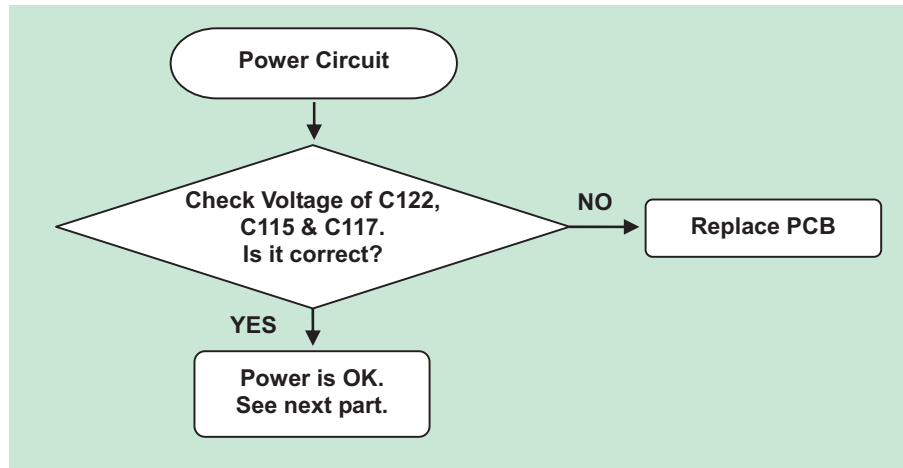 Power Circuit
Check Voltage of C122,
C115 & C117.
Is it correct?
NO
Replace PCB
YES
Power is OK.
See next part.